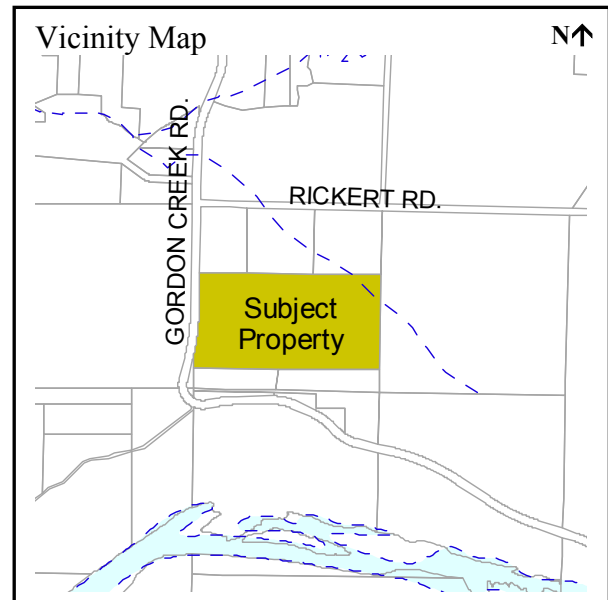 Vicinity Map
N↑
GORDON CREEK RD.
RICKERT RD.
Subject
Property